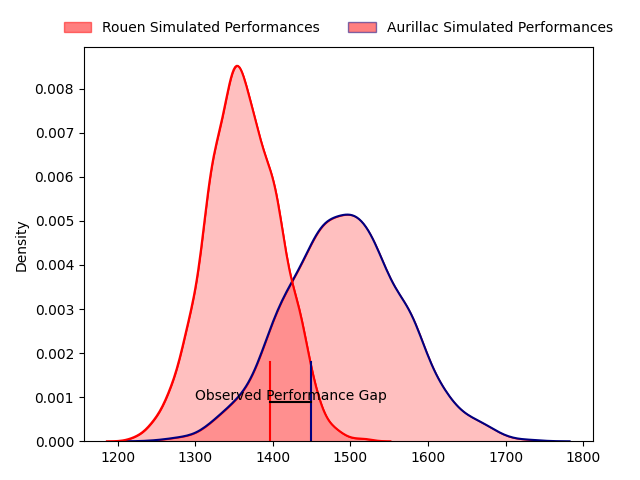 Rouen Simulated Performances
Aurillac Simulated Performances
0.008
0.007
0.006
0.005
0.004
0.003
0.002
0.001
0.000
Density
Observed Performance Gap
1200 1300 1400 1500 1600 1700 1800